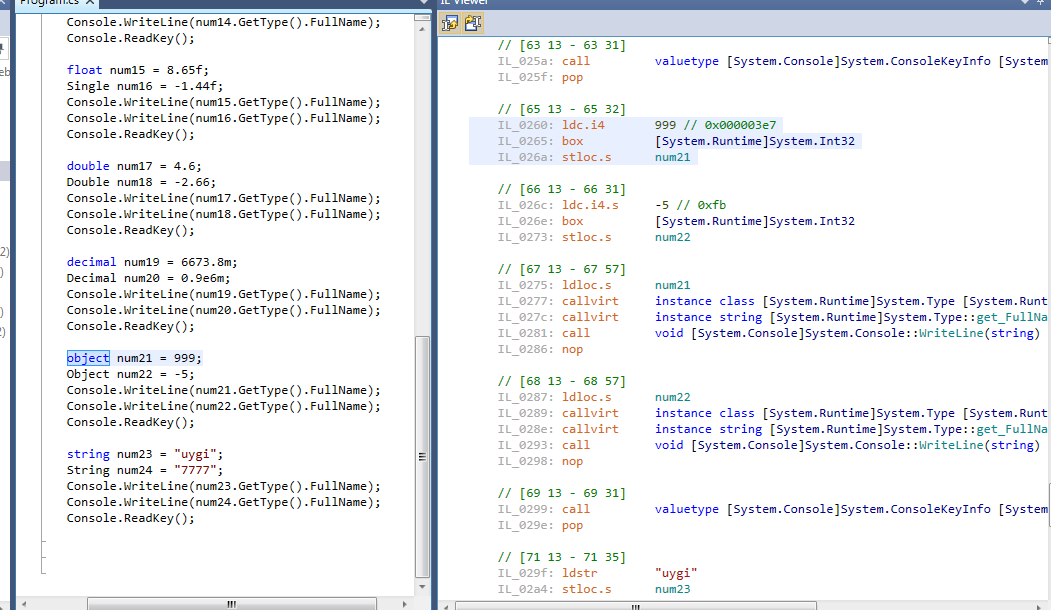 Program.cs
Console.WriteLine(num14.GetType().FullName);
Console.ReadKey();
float num15 = 8.65f;
Single num16 = -1.44f;
Console.WriteLine(num15.GetType().FullName);
Console.WriteLine(num16.GetType().FullName);
Console.ReadKey();
double num17 = 4.6;
Double num18 = -2.66;
Console.WriteLine(num17.GetType().FullName);
Console.WriteLine(num18.GetType().FullName);
Console.ReadKey();
decimal num19 = 6673.8m;
Decimal num20 = 0.9e6m;
Console.WriteLine(num19.GetType().FullName);
Console.WriteLine(num20.GetType().FullName);
Console.ReadKey();
object num21 = 999;
Object num22 = -5;
Console.WriteLine(num21.GetType().FullName);
Console.WriteLine(num22.GetType().FullName);
Console.ReadKey();
string num23 = "uygi";
String num24 = "7777";
Console.WriteLine(num23.GetType().FullName);
Console.WriteLine(num24.GetType().FullName);
Console.ReadKey();
IL Viewer
// [63 13 - 63 31]
IL_025a: call valuetype [System.Console]System.ConsoleKeyInfo [System
IL_025f: pop
// [65 13 - 65 32]
IL_0260: ldc.i4 999 // 0x000003e7
IL_0265: box [System.Runtime]System.Int32
IL_026a: stloc.s num21
// [66 13 - 66 31]
IL_026c: ldc.i4.s -5 // 0xfb
IL_026e: box [System.Runtime]System.Int32
IL_0273: stloc.s num22
// [67 13 - 67 57]
IL_0275: ldloc.s num21
IL_0277: callvirt instance class [System.Runtime]System.Type [System.Runt
IL_027c: callvirt instance string [System.Runtime]System.Type::get_FullNa
IL_0281: call void [System.Console]System.Console::WriteLine(string)
IL_0286: nop
// [68 13 - 68 57]
IL_0287: ldloc.s num22
IL_0289: callvirt instance class [System.Runtime]System.Type [System.Runt
IL_028e: callvirt instance string [System.Runtime]System.Type::get_FullNa
IL_0293: call void [System.Console]System.Console::WriteLine(string)
IL_0298: nop
// [69 13 - 69 31]
IL_0299: call valuetype [System.Console]System.ConsoleKeyInfo [System
IL_029e: pop
// [71 13 - 71 35]
IL_029f: ldstr "uygi"
IL_02a4: stloc.s num23